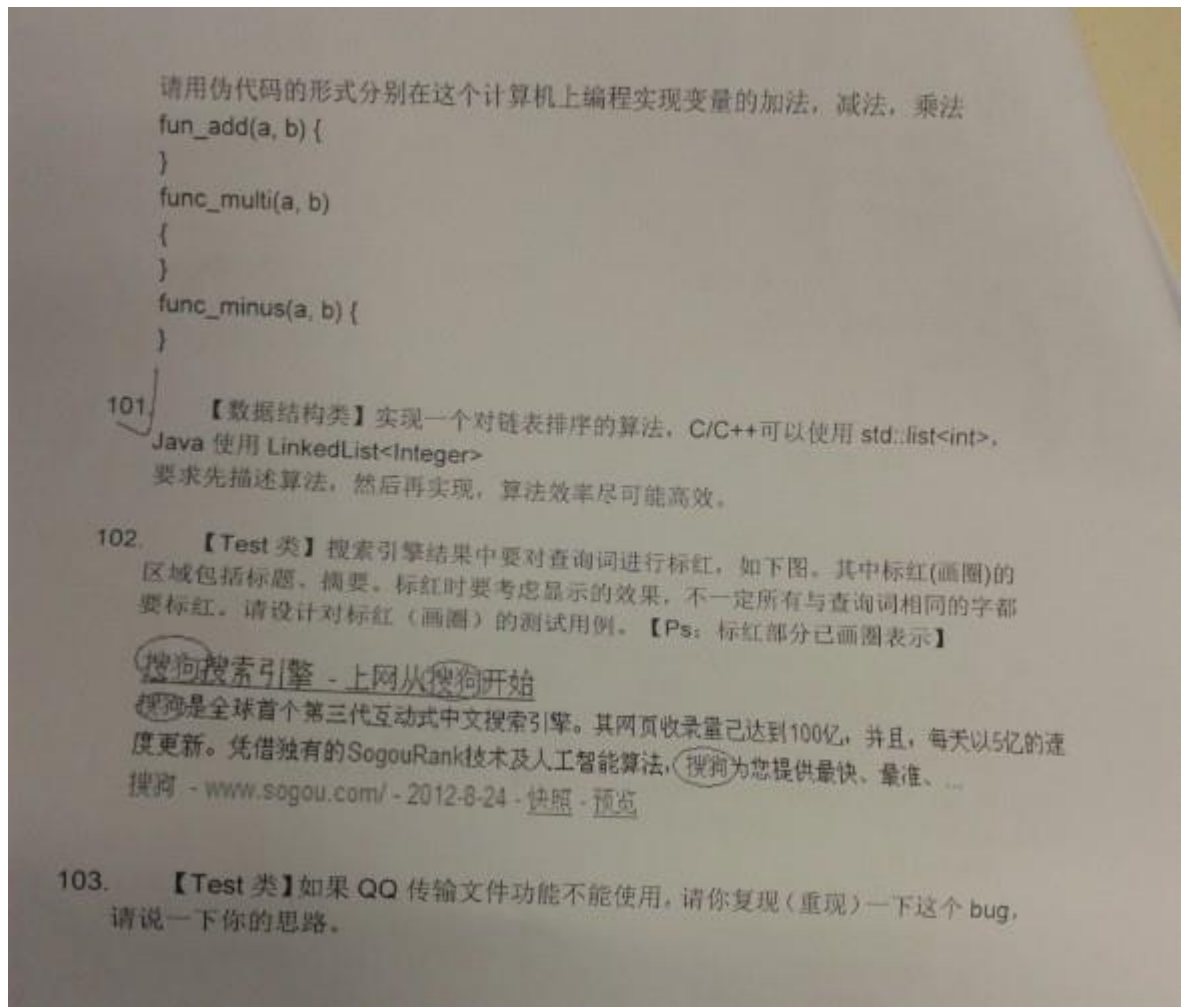 请用伪代码的形式分别在这个计算机上编程实现变量的加法，减法，乘法
fun_add(a, b) {
}
func_multi(a, b)
{
}
func_minus(a, b) {
}
101. 【数据结构类】实现一个对链表排序的算法，C/C++可以使用 std::list<int>，
Java 使用 LinkedList<Integer>
要求先描述算法，然后再实现，算法效率尽可能高效。
102. 【Test 类】搜索引擎结果中要对查询词进行标红，如下图。其中标红(画圈)的
区域包括标题、摘要。标红时要考虑显示的效果，不一定所有与查询词相同的字都
要标红。请设计对标红（画圈）的测试用例。【Ps：标红部分已画圈表示】
搜狗搜索引擎 - 上网从搜狗开始
搜狗是全球首个第三代互动式中文搜索引擎。其网页收录量已达到100亿，并且，每天以5亿的速
度更新。凭借独有的SogouRank技术及人工智能算法，搜狗为您提供最快、最准、...
搜狗 - www.sogou.com/ - 2012-8-24 - 快照 - 预览
103. 【Test 类】如果 QQ 传输文件功能不能使用，请你复现（重现）一下这个 bug，
请说一下你的思路。